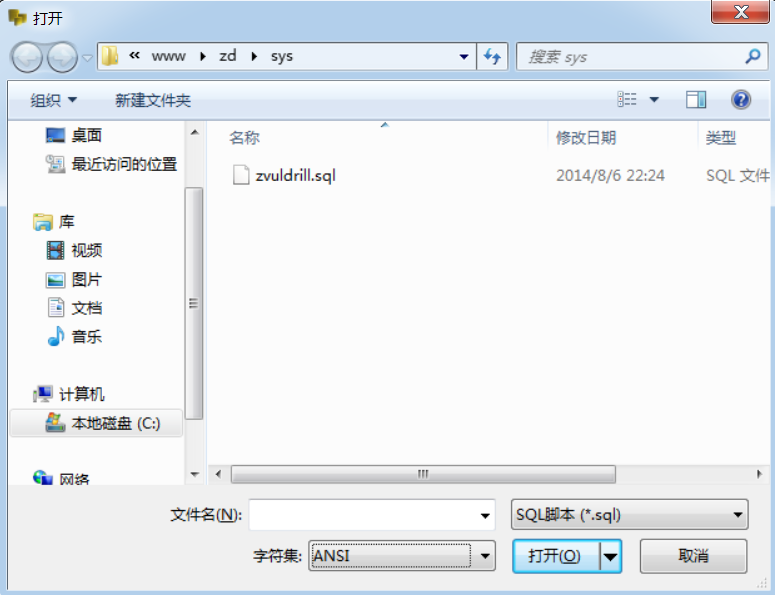 打开
« www ▸ zd ▸ sys
搜索 sys
组织
新建文件夹
名称
修改日期
类型
桌面
最近访问的位置
库
视频
图片
文档
音乐
计算机
本地磁盘 (C:)
网络
zvuldrill.sql
2014/8/6 22:24
SQL 文件
文件名(N):
SQL脚本 (*.sql)
字符集:
ANSI
打开(O)
取消